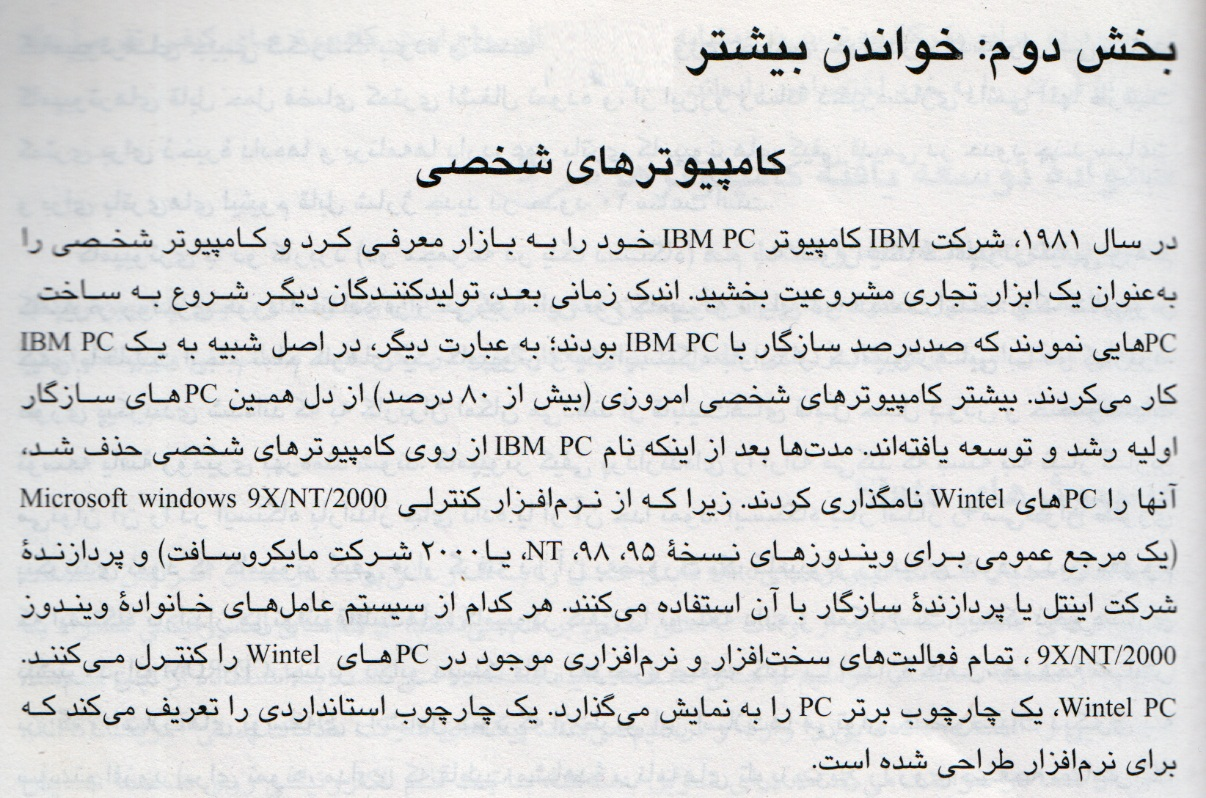 بخش دوم: خواندن بیشتر
کامپیوترهای شخصی
در سال ۱۹۸۱، شرکت IBM کامپیوتر IBM PC خود را به بازار معرفی کرد و کامپیوتر شخصی را
به‌عنوان یک ابزار تجاری مشروعیت بخشید. اندک زمانی بعد، تولیدکنندگان دیگر شروع به ساخت
PCهایی نمودند که صددرصد سازگار با IBM PC بودند؛ به عبارت دیگر، در اصل شبیه به یک IBM PC
کار می‌کردند. بیشتر کامپیوترهای شخصی امروزی (بیش از ۸۰ درصد) از دل همین PCهای سازگار
اولیه رشد و توسعه یافته‌اند. مدت‌ها بعد از اینکه نام IBM PC از روی کامپیوترهای شخصی حذف شد،
آنها را PCهای Wintel نامگذاری کردند. زیرا که از نرم‌افزار کنترلی Microsoft windows 9X/NT/2000
(یک مرجع عمومی برای ویندوزهای نسخهٔ ۹۵، ۹۸، NT، یا ۲۰۰۰ شرکت مایکروسافت) و پردازندهٔ
شرکت اینتل یا پردازندهٔ سازگار با آن استفاده می‌کنند. هر کدام از سیستم عامل‌های خانوادهٔ ویندوز
9X/NT/2000 ، تمام فعالیت‌های سخت‌افزار و نرم‌افزاری موجود در PCهای Wintel را کنترل می‌کنند.
Wintel PC، یک چارچوب برتر PC را به نمایش می‌گذارد. یک چارچوب استانداردی را تعریف می‌کند که
برای نرم‌افزار طراحی شده است.